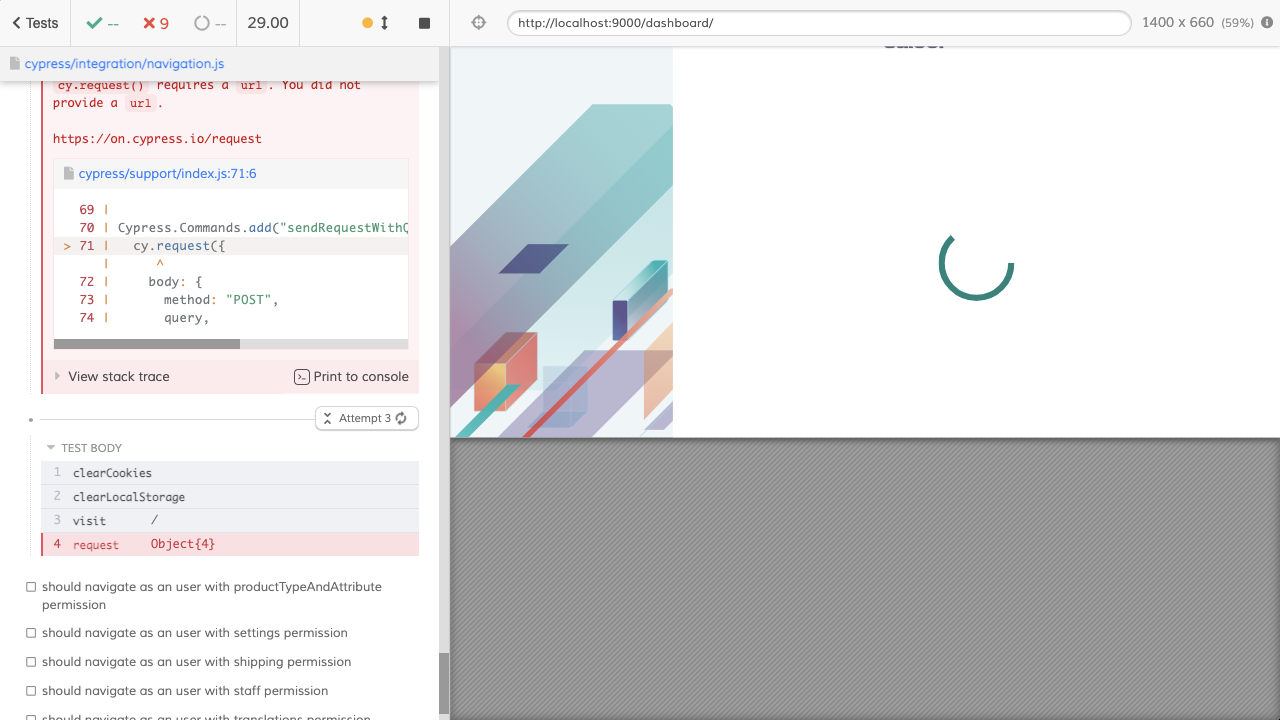 Tests
--
9
--
29.00
http://localhost:9000/dashboard/
1400 x 660 (59%)
cypress/integration/navigation.js
cy.request() requires a url. You did not
provide a url.
https://on.cypress.io/request
cypress/support/index.js:71:6
69 |
70 | Cypress.Commands.add("sendRequestWithQ
> 71 | cy.request({
| ^
72 | body: {
73 | method: "POST",
74 | query,
View stack trace
Print to console
Attempt 3
TEST BODY
1 clearCookies
2 clearLocalStorage
3 visit /
4 request Object{4}
should navigate as an user with productTypeAndAttribute
permission
should navigate as an user with settings permission
should navigate as an user with shipping permission
should navigate as an user with staff permission
should navigate as an user with translations permission